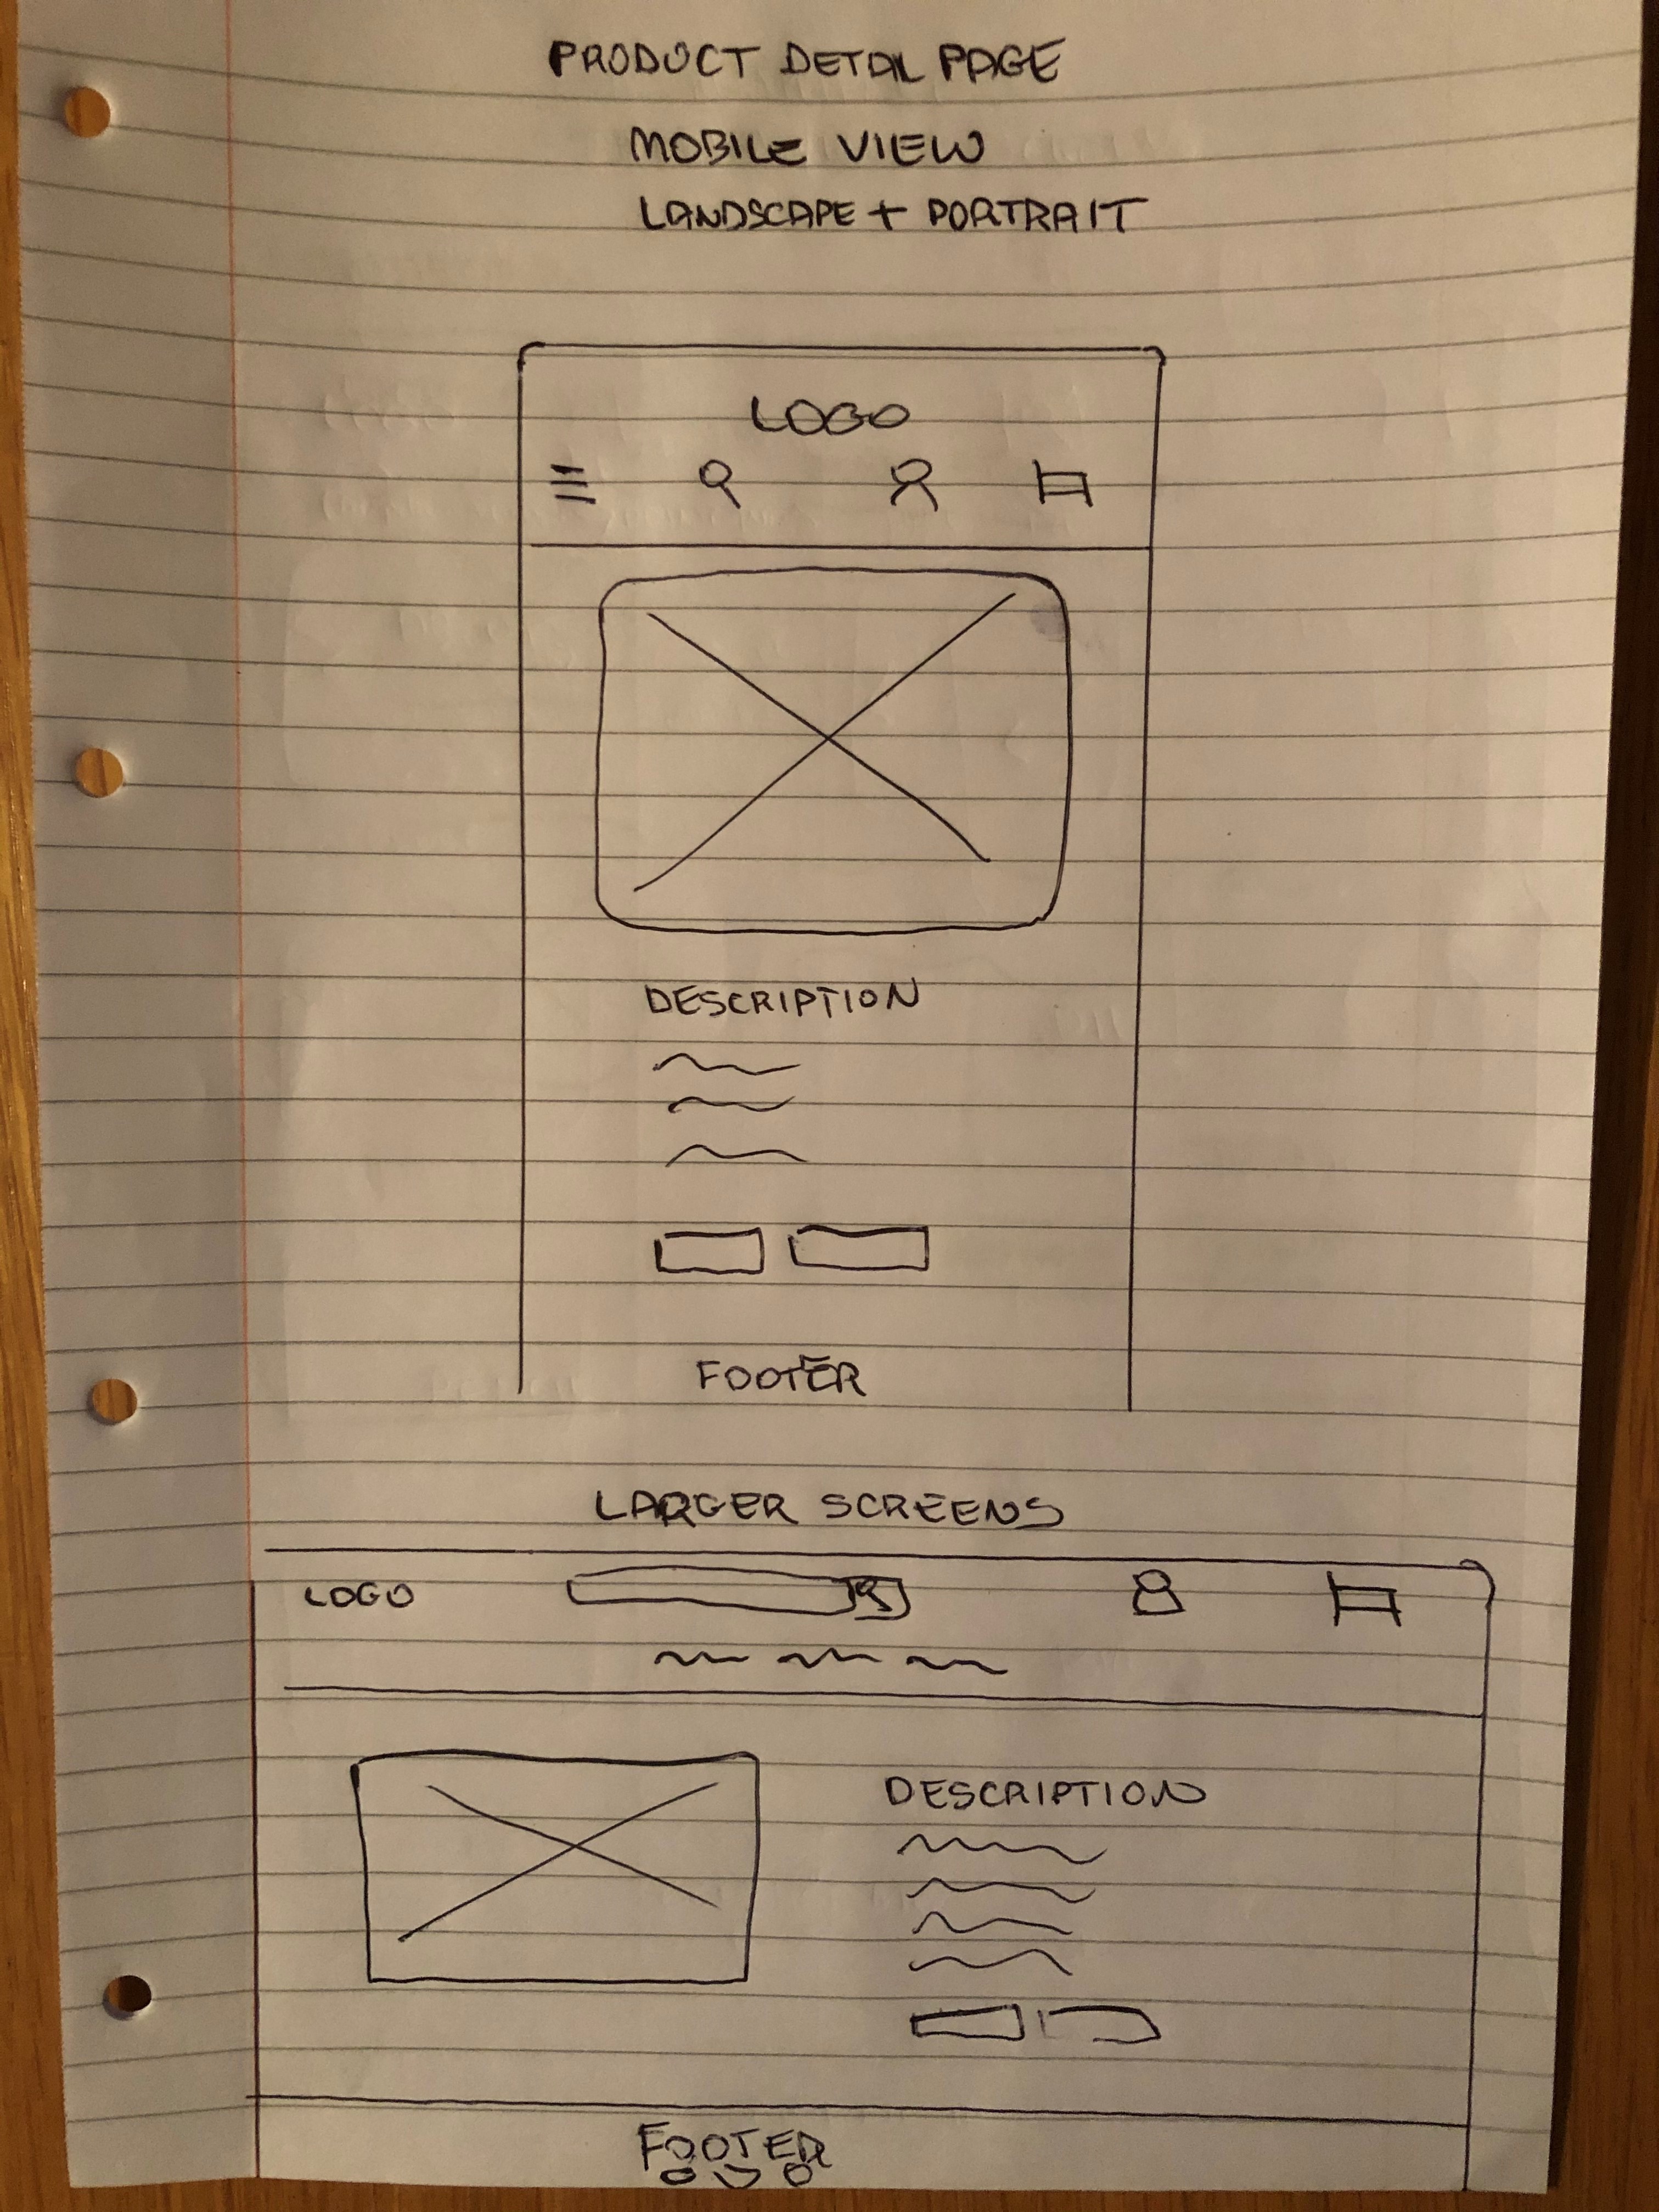 PRODUCT DETAIL PAGE
MOBILE VIEW
LANDSCAPE + PORTRAIT
LOGO
DESCRIPTION
FOOTER
LARGER SCREENS
LOGO
DESCRIPTION
FOOTER